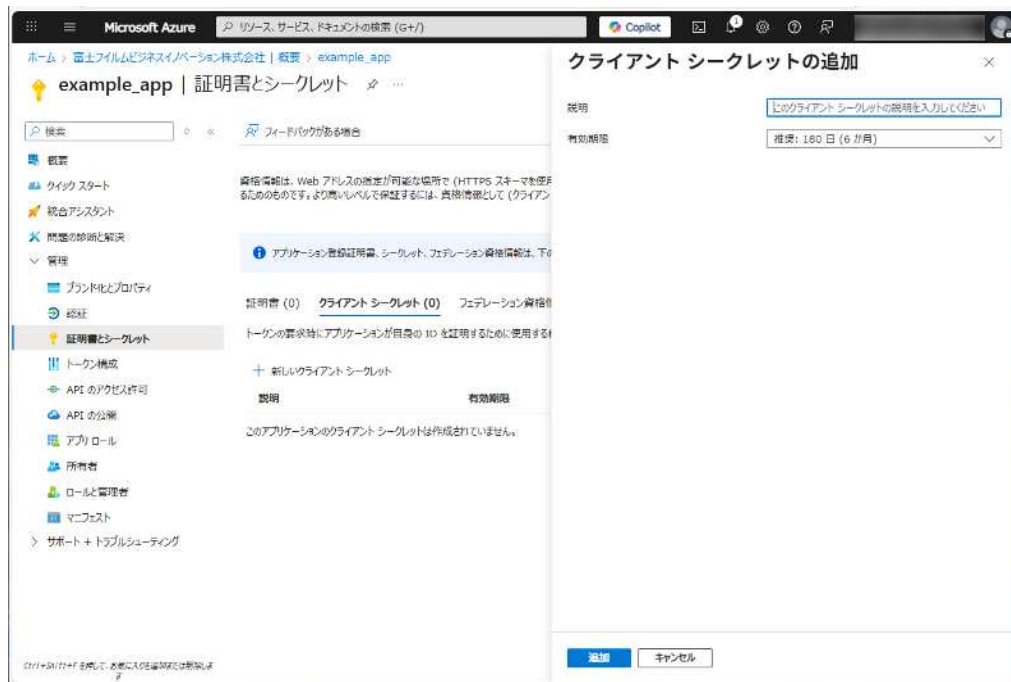 Microsoft Azure
リソース、サービス、ドキュメントの検索 (G+/)
Copilot
1
ホーム > 富士フイルムビジネスイノベーション株式会社 | 概要 > example_app
example_app | 証明書とシークレット
検索
フィードバックがある場合
概要
クイック スタート
統合アシスタント
問題の診断と解決
管理
ブランド化とプロパティ
認証
証明書とシークレット
トークン構成
API のアクセス許可
API の公開
アプリ ロール
所有者
ロールと管理者
マニフェスト
サポート + トラブルシューティング
Ctrl+Shift+F を押して、お気に入りを追加または削除しま
す
資格情報は、Web アドレスの指定が可能な場所で (HTTPS スキーマを使用
るためのものです。より高いレベルで保証するには、資格情報として (クライアン
アプリケーション登録証明書、シークレット、フェデレーション資格情報は、下の
証明書 (0)
クライアント シークレット (0)
フェデレーション資格情
トークンの要求時にアプリケーションが自身の ID を証明するために使用する
新しいクライアント シークレット
説明
有効期限
このアプリケーションのクライアント シークレットは作成されていません。
クライアント シークレットの追加
説明
このクライアント シークレットの説明を入力してください
有効期限
推奨: 180 日 (6 か月)
追加
キャンセル